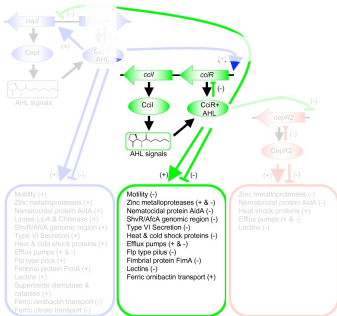 cepI
(-)
(+)
CepI
AHL
AHL signals
(-)
cciI
cciR
(-)
CciI
CciR+
AHL
AHL signals
(-)
cepR2
(-)
CepR2
(+)
(-)
(+)
(-)
(-)
Motility (+)
Zinc metalloproteases (+)
Nematocidal protein AidA (+)
Lipase LipA & Chitinase (+)
ShvR/AfcA genomic region (+)
Type VI Secretion (+)
Heat & cold shock proteins (+)
Efflux pumps (+ & -)
Flp type pilus (+)
Fimbrial protein FimA (+)
Lectins (+)
Superoxide dismutase &
catalase (+)
Ferric ornibactin transport (-)
Ferric citrate transport (-)
Motility (-)
Zinc metalloproteases (+ & -)
Nematocidal protein AidA (-)
ShvR/AfcA genomic region (-)
Type VI Secretion (-)
Heat & cold shock proteins (-)
Efflux pumps (+ & -)
Flp type pilus (-)
Fimbrial protein FimA (-)
Lectins (-)
Ferric ornibactin transport (+)
Zinc metalloproteases (-)
Nematocidal protein AidA (-)
Heat shock proteins (+)
Efflux pumps (+ & -)
Lectins (-)